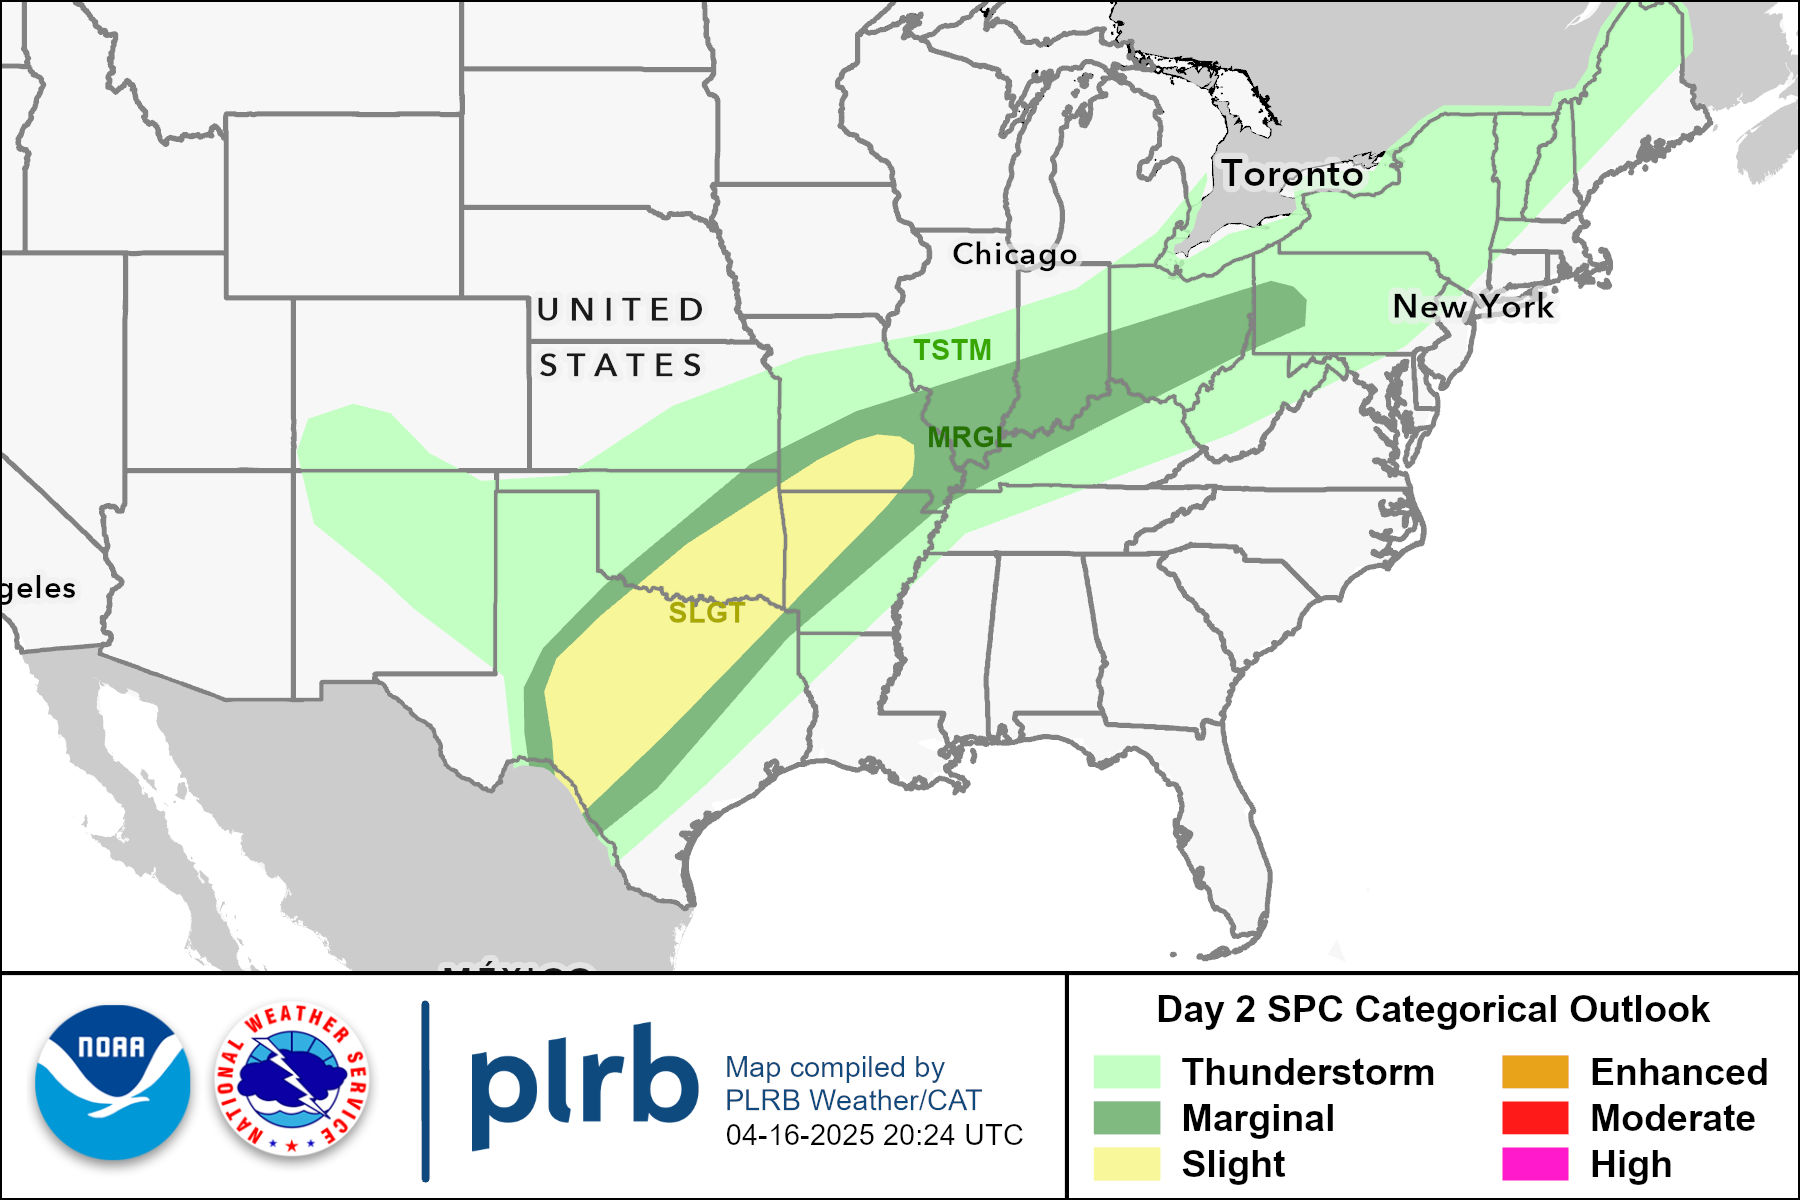 Toronto
Chicago
New York
UNITED
STATES
TSTM
MRGL
SLGT
geles
MÉXICO
NOAA
NATIONAL WEATHER SERVICE
plrb
Map compiled by
PLRB Weather/CAT
04-16-2025 20:24 UTC
Day 2 SPC Categorical Outlook
Thunderstorm
Marginal
Slight
Enhanced
Moderate
High